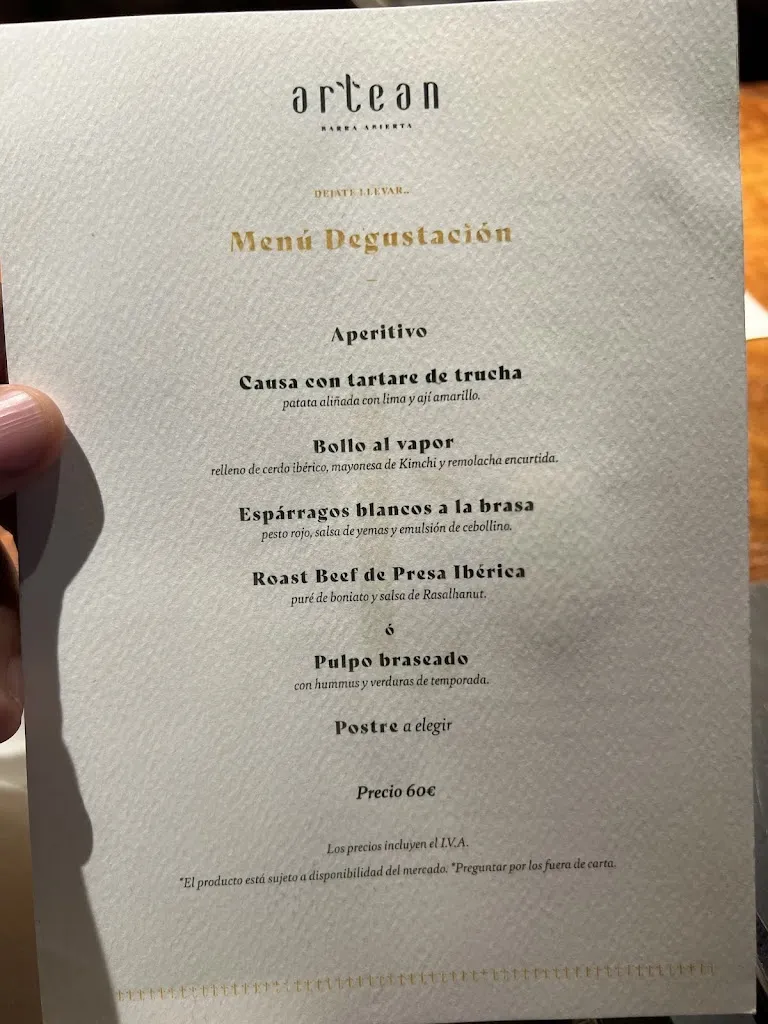 artean
BARRA ABIERTA
DEJATE LLEVAR..
Menú Degustación
Aperitivo
Causa con tartare de trucha
patata aliñada con lima y ají amarillo.
Bollo al vapor
relleno de cerdo ibérico, mayonesa de Kimchi y remolacha encurtida.
Espárragos blancos a la brasa
pesto rojo, salsa de yemas y emulsión de cebollino.
Roast Beef de Presa Ibérica
puré de boniato y salsa de Rasalhanut.
ó
Pulpo braseado
con hummus y verduras de temporada.
Postre a elegir
Precio 60€
Los precios incluyen el I.V.A.
*El producto está sujeto a disponibilidad del mercado. *Preguntar por los fuera de carta.